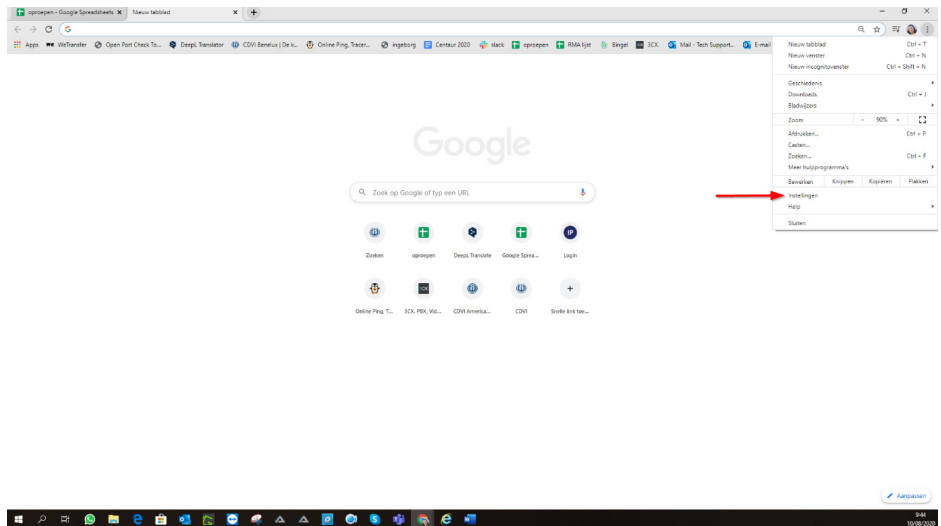 oproepen - Google Spreadsheets
Nieuw tabblad
Apps
WeTransfer
Open Port Check To...
DeepL Translator
CDVI Benelux | De k...
Online Ping, Tracer...
ingeborg
Centaur 2020
slack
oproepen
RMA lijst
Bingel
3CX.
Mail - Tech Support...
E-mail
Nieuw tabblad Ctrl + T
Nieuw venster Ctrl + N
Nieuw incognitovenster Ctrl + Shift + N
Geschiedenis
Downloads Ctrl + J
Bladwijzers
Zoom - 90% +
Afdrukken... Ctrl + P
Casten...
Zoeken... Ctrl + F
Meer hulpprogramma's
Bewerken Knippen Kopiëren Plakken
Instellingen
Help
Sluiten
Google
Zoek op Google of typ een URL
Zoeken
oproepen
DeepL Translate
Google Sprea...
IP
Login
Online Ping, T...
3CX. PBX, Vid...
CDVI America...
CDVI
Snelle link toe...
Aanpassen
9:44
10/08/2020